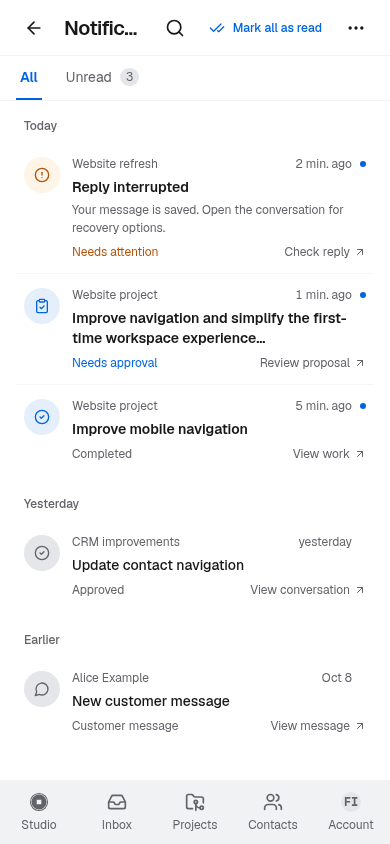 Notific...
Mark all as read
All
Unread 3
Today
Website refresh
2 min. ago
Reply interrupted
Your message is saved. Open the conversation for
recovery options.
Needs attention
Check reply
Website project
1 min. ago
Improve navigation and simplify the first-
time workspace experience...
Needs approval
Review proposal
Website project
5 min. ago
Improve mobile navigation
Completed
View work
Yesterday
CRM improvements
yesterday
Update contact navigation
Approved
View conversation
Earlier
Alice Example
Oct 8
New customer message
Customer message
View message
FI
Studio
Inbox
Projects
Contacts
Account